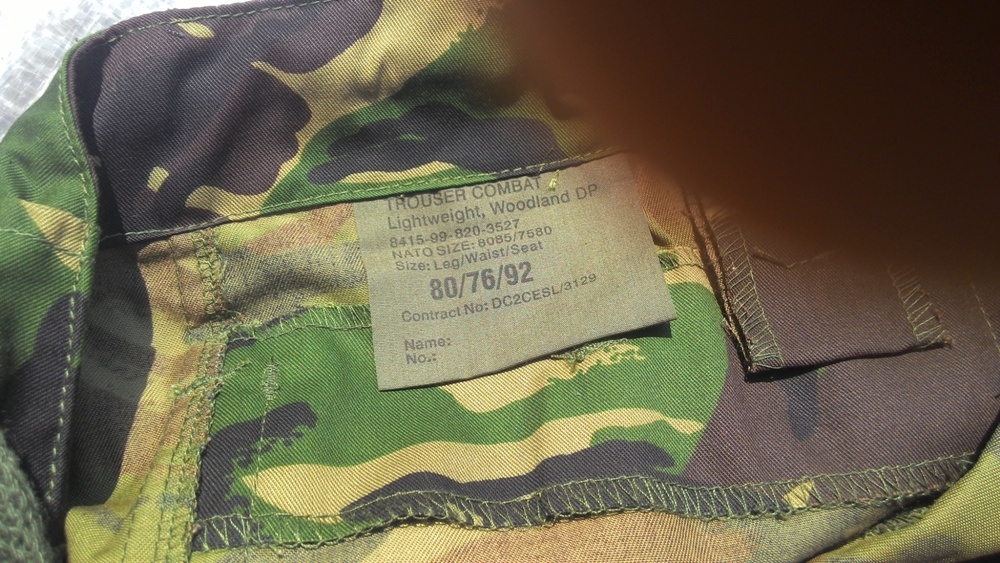 TROUSER COMBAT
Lightweight, Woodland DP
8415-99-820-3527
NATO SIZE: 8085/7580
Size: Leg/Waist/Seat
80/76/92
Contract No: DC2CESL/3129
Name:
No.: